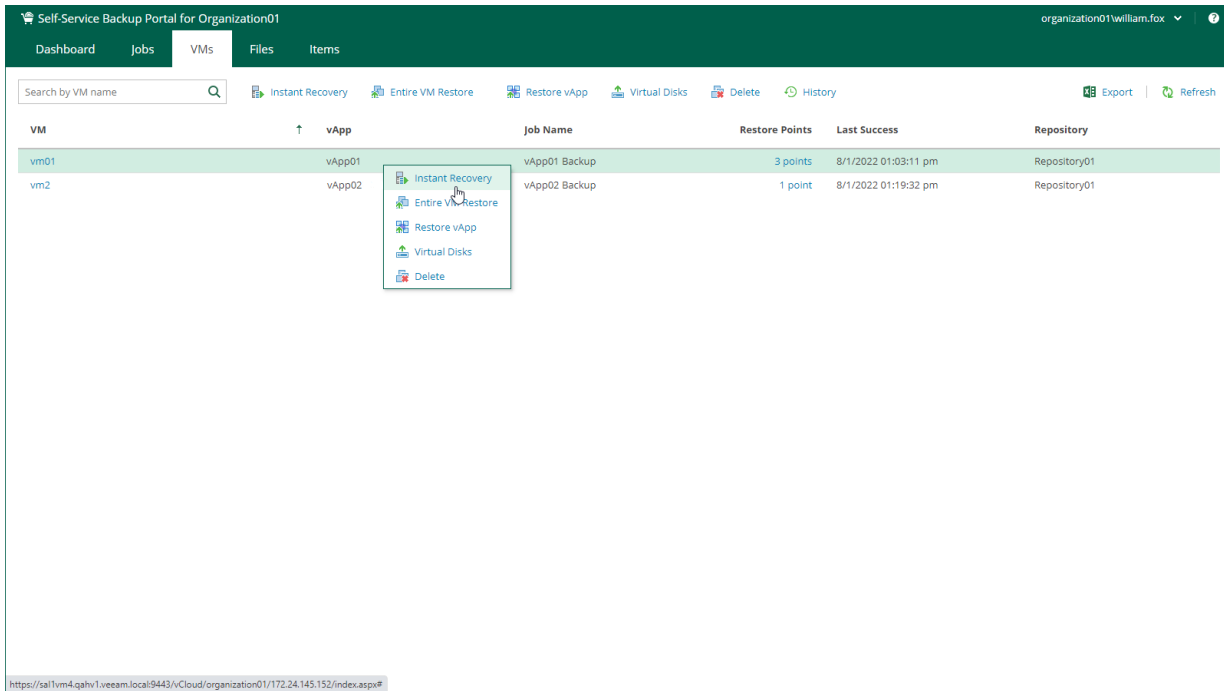 Self-Service Backup Portal for Organization01
organization01\william.fox
Dashboard Jobs VMs Files Items
Search by VM name Instant Recovery Entire VM Restore Restore vApp Virtual Disks Delete History Export Refresh
VM vApp Job Name Restore Points Last Success Repository
vm01 vApp01 vApp01 Backup 3 points 8/1/2022 01:03:11 pm Repository01
vm2 vApp02 vApp02 Backup 1 point 8/1/2022 01:19:32 pm Repository01
Instant Recovery
Entire VM Restore
Restore vApp
Virtual Disks
Delete
https://sal1vm4.qahv1.veeam.local:9443/vCloud/organization01/172.24.145.152/index.aspx#